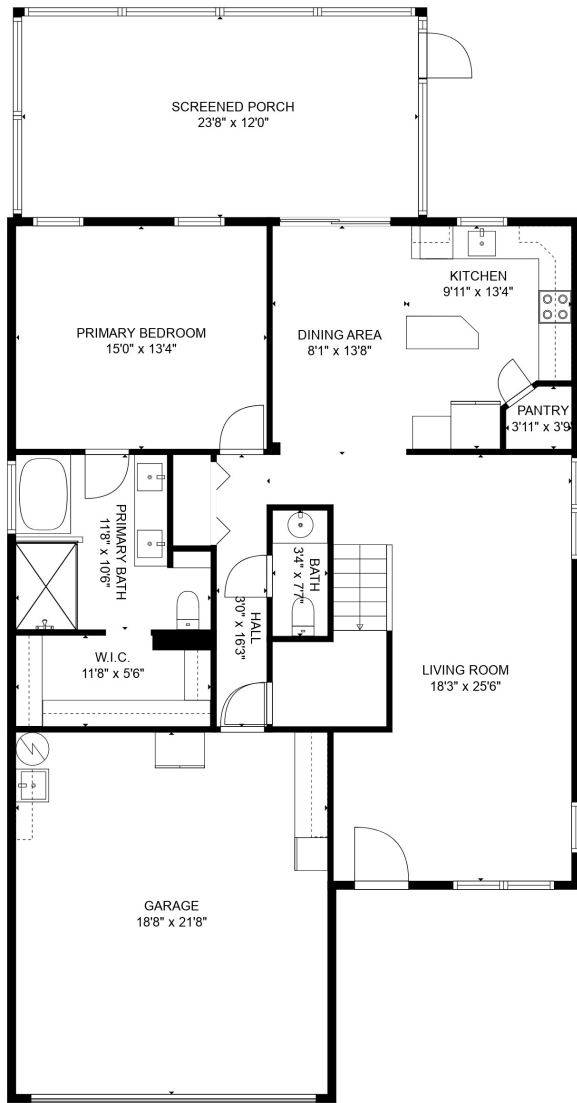 SCREENED PORCH
23'8" x 12'0"
KITCHEN
9'11" x 13'4"
PRIMARY BEDROOM
15'0" x 13'4"
DINING AREA
8'1" x 13'8"
PANTRY
3'11" x 3'9"
PRIMARY BATH
11'8" x 10'6"
BATH
3'4" x 7'7"
HALL
3'0" x 16'3"
W.I.C.
11'8" x 5'6"
LIVING ROOM
18'3" x 25'6"
GARAGE
18'8" x 21'8"